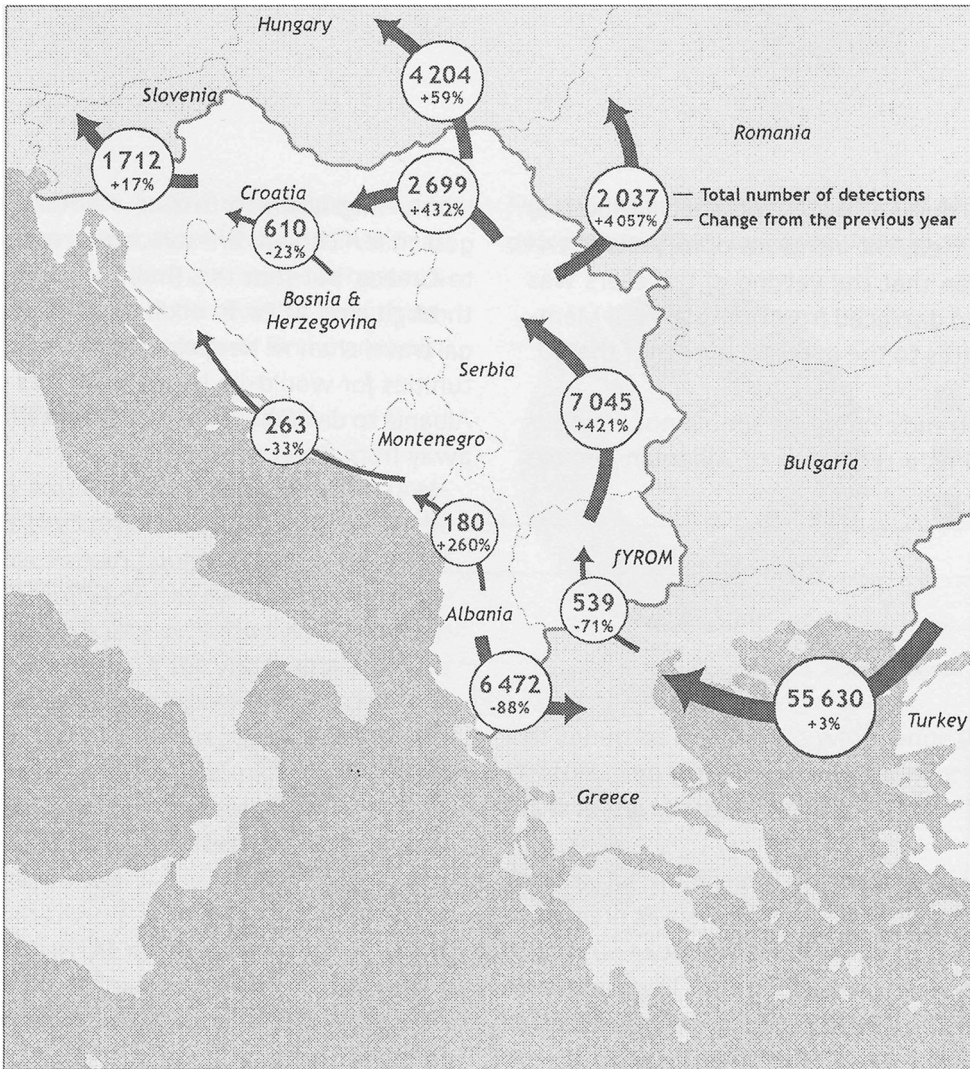 Hungary
4 204
+59%
Slovenia
Romania
1712
+17%
Croatia
2 699
+432%
2 037
+4057%
Total number of detections
Change from the previous year
610
-23%
Bosnia &
Herzegovina
Serbia
7 045
+421%
263
-33%
Montenegro
Bulgaria
180
+260%
fYROM
539
-71%
Albania
6 472
-88%
55 630
+3%
Turkey
Greece